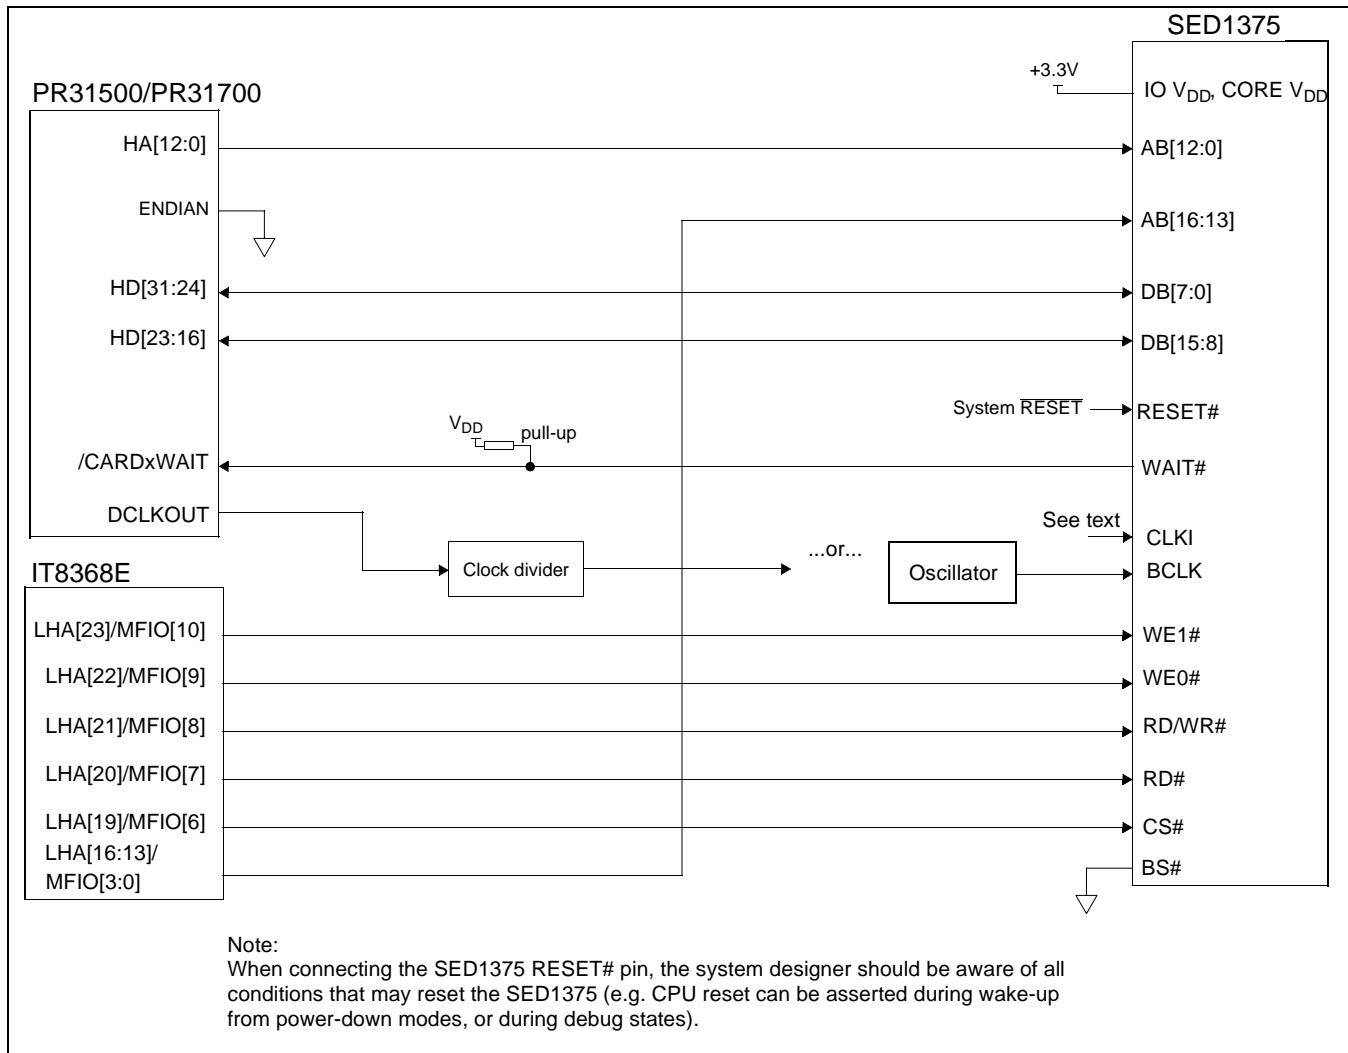 SED1375
+3.3V
IO VDD, CORE VDD
PR31500/PR31700
HA[12:0]
AB[12:0]
ENDIAN
AB[16:13]
HD[31:24]
DB[7:0]
HD[23:16]
DB[15:8]
System RESET
RESET#
VDD
pull-up
/CARDxWAIT
WAIT#
DCLKOUT
See text
CLKI
...or...
Clock divider
Oscillator
BCLK
IT8368E
LHA[23]/MFIO[10]
WE1#
LHA[22]/MFIO[9]
WE0#
LHA[21]/MFIO[8]
RD/WR#
LHA[20]/MFIO[7]
RD#
LHA[19]/MFIO[6]
CS#
LHA[16:13]/
MFIO[3:0]
BS#
Note:
When connecting the SED1375 RESET# pin, the system designer should be aware of all
conditions that may reset the SED1375 (e.g. CPU reset can be asserted during wake-up
from power-down modes, or during debug states).